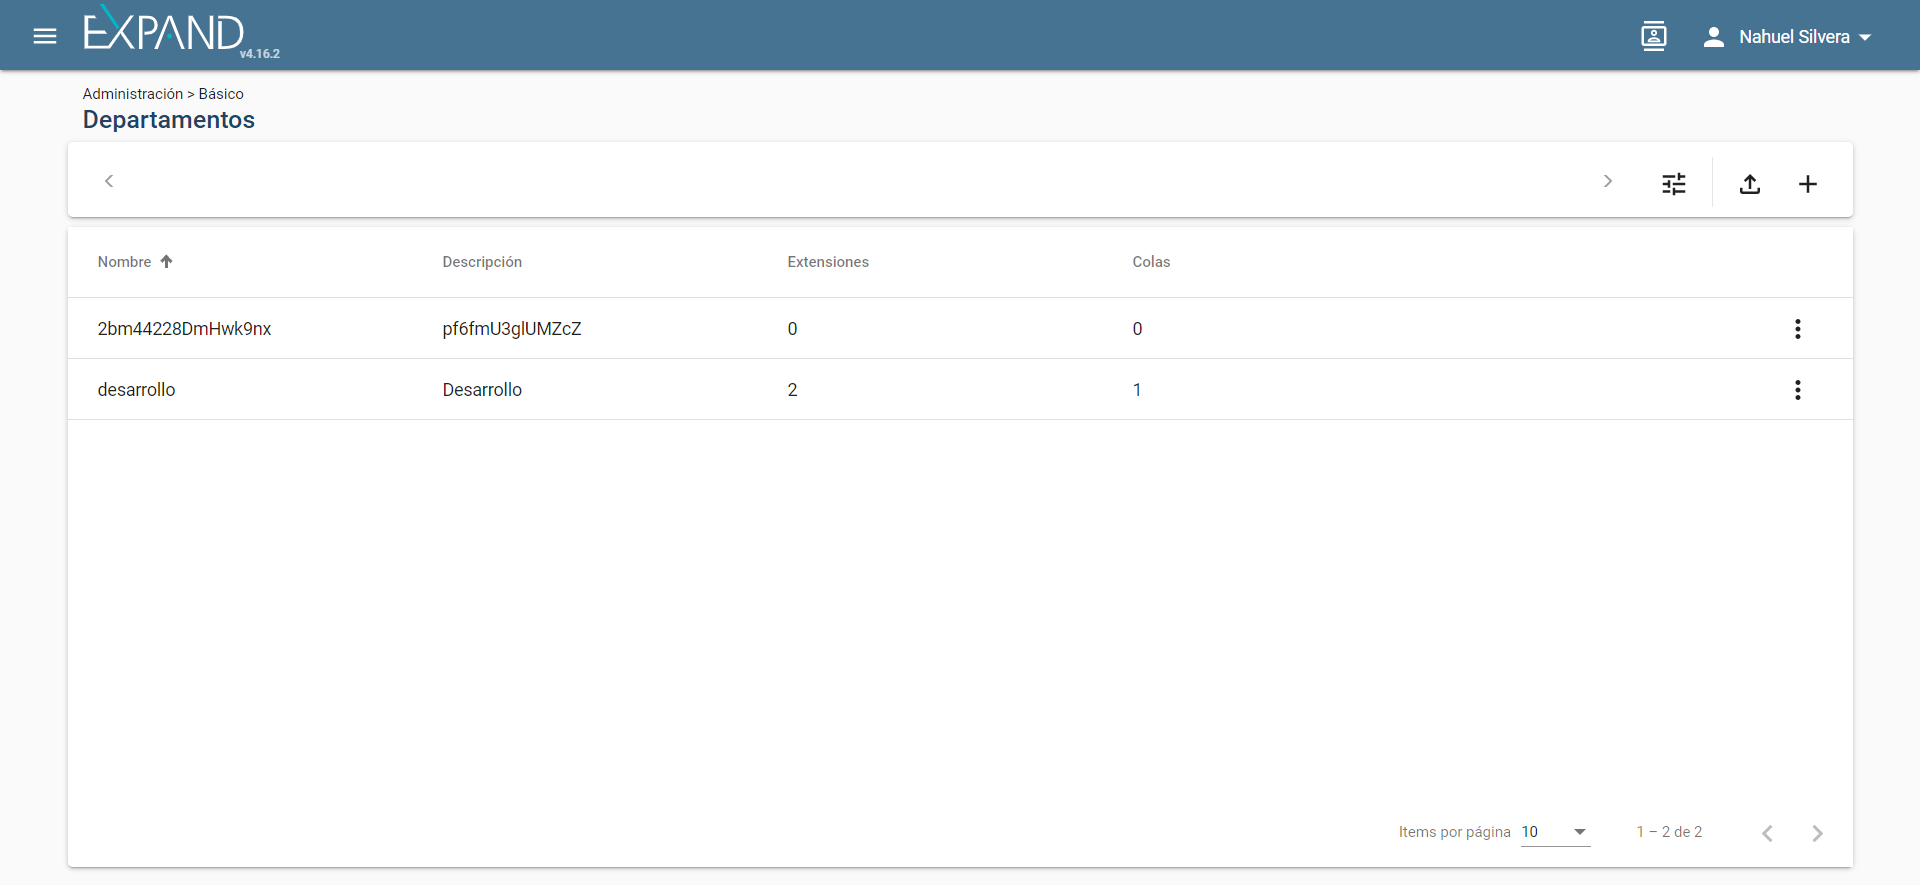 EXPAND
v4.16.2
Nahuel Silvera
Administración > Básico
Departamentos
Nombre Descripción Extensiones Colas
2bm44228DmHwk9nx pf6fmU3glUMZcZ 0 0
desarrollo Desarrollo 2 1
Items por página 10 1 – 2 de 2